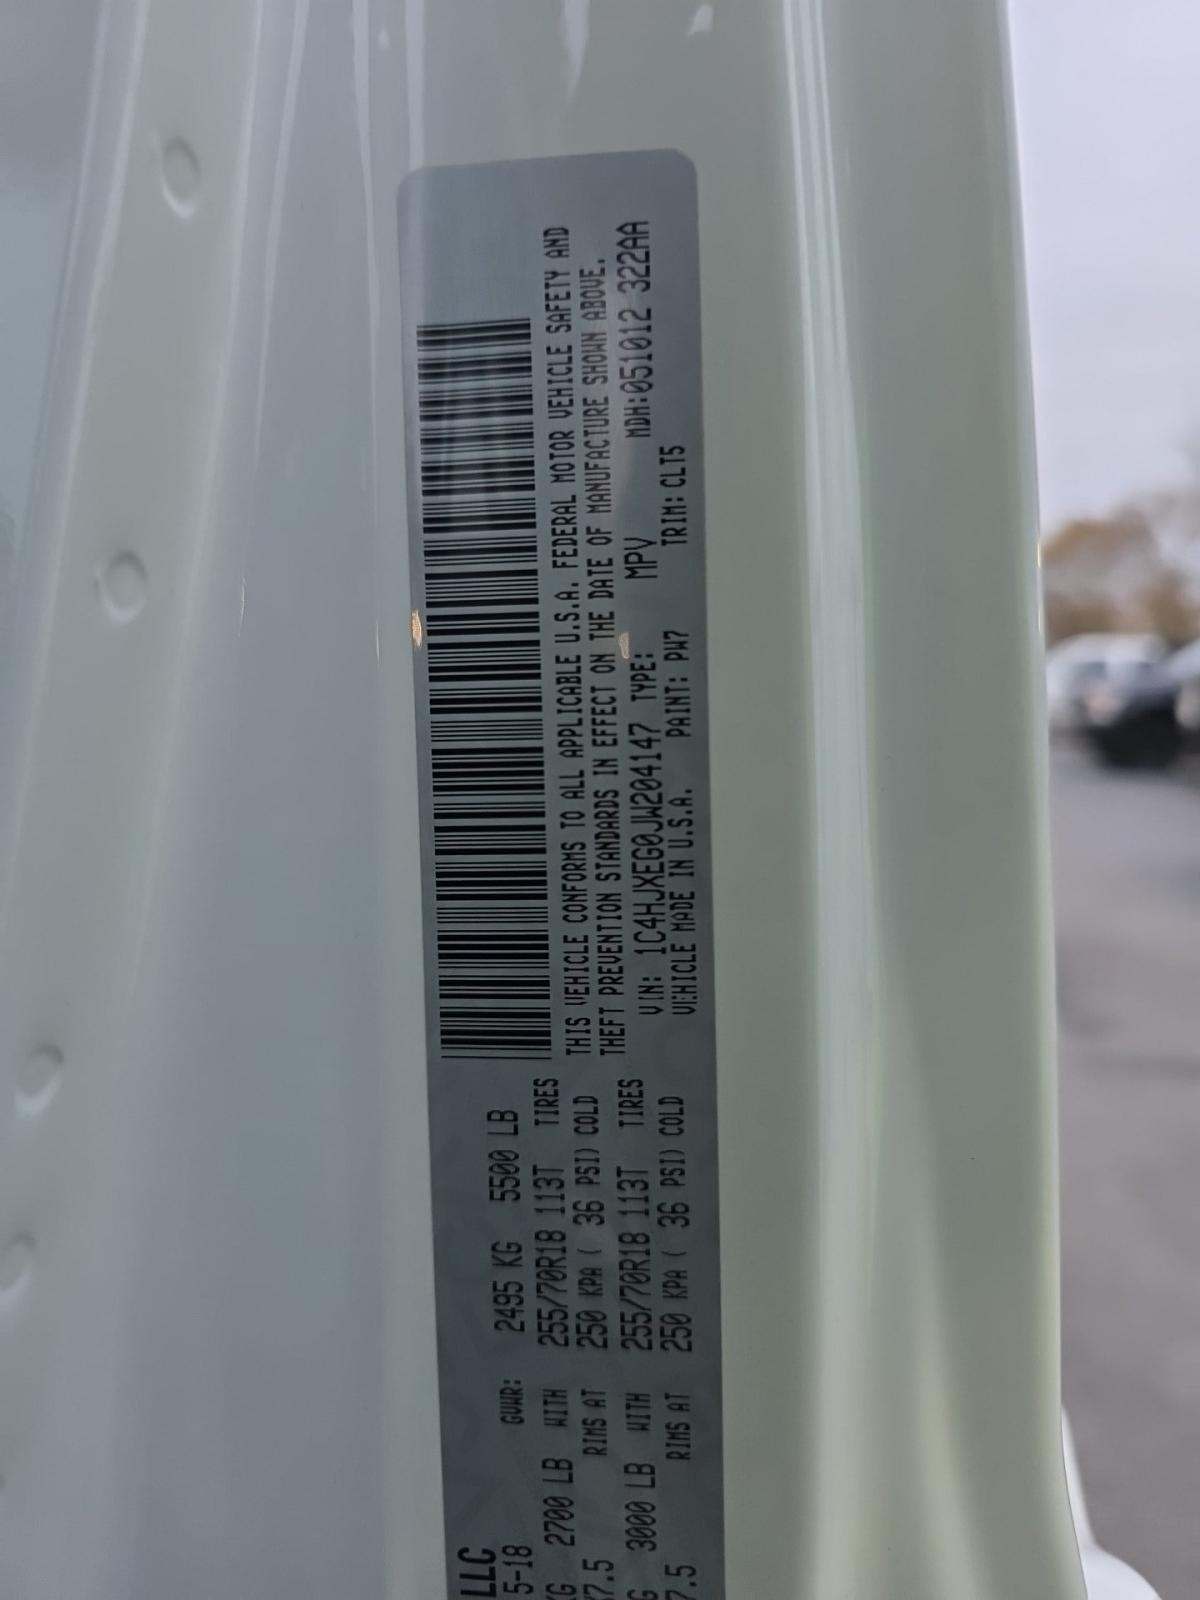 LLC
5-18 GVWR: 2495 KG 5500 LB
KG 2700 LB WITH 255/70R18 113T TIRES
X7.5 RIMS AT 250 KPA ( 36 PSI) COLD
G 3000 LB WITH 255/70R18 113T TIRES
7.5 RIMS AT 250 KPA ( 36 PSI) COLD
THIS VEHICLE CONFORMS TO ALL APPLICABLE U.S.A. FEDERAL MOTOR VEHICLE SAFETY AND
THEFT PREVENTION STANDARDS IN EFFECT ON THE DATE OF MANUFACTURE SHOWN ABOVE.
VIN: 1C4HJXEG0JW204147 TYPE: MPV MDH:051012 322AA
VEHICLE MADE IN U.S.A. PAINT: PW7 TRIM: CLT5